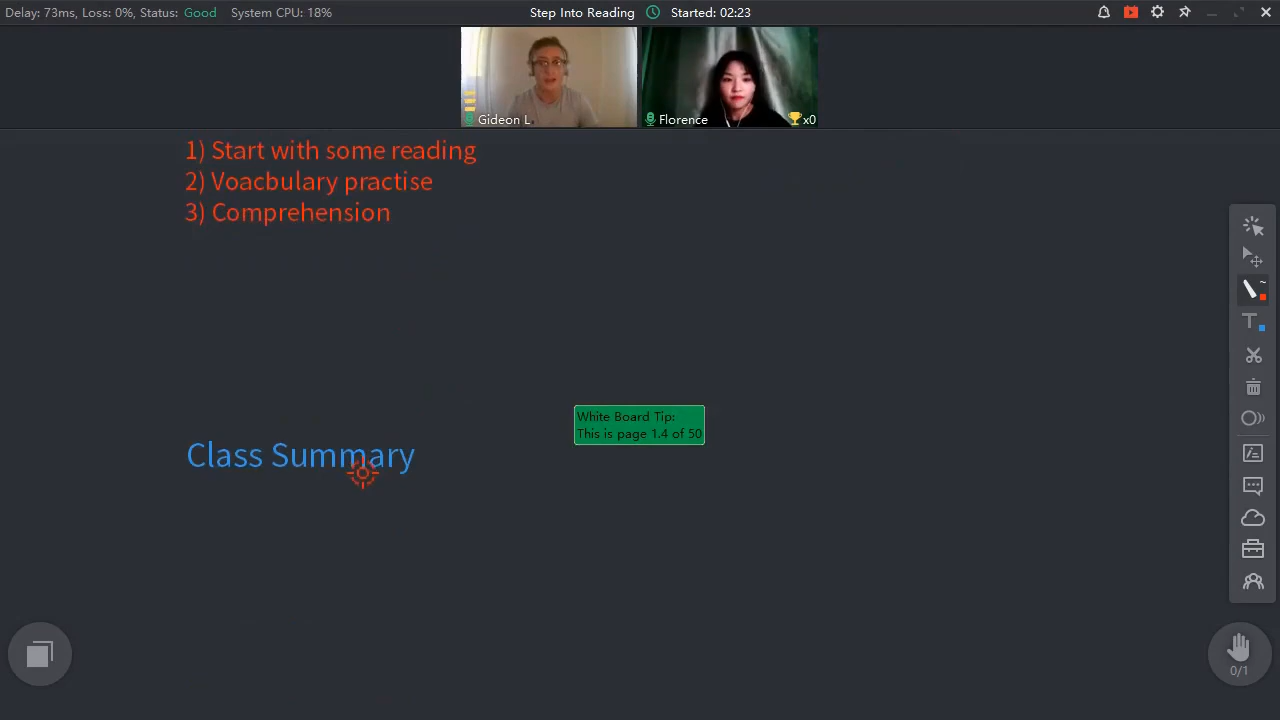 Delay: 73ms, Loss: 0%, Status: Good System CPU: 18% Step Into Reading Started: 02:23
Gideon L. Florence x0
1) Start with some reading
2) Voacbulary practise
3) Comprehension
White Board Tip:
This is page 1.4 of 50
Class Summary
T
0/1